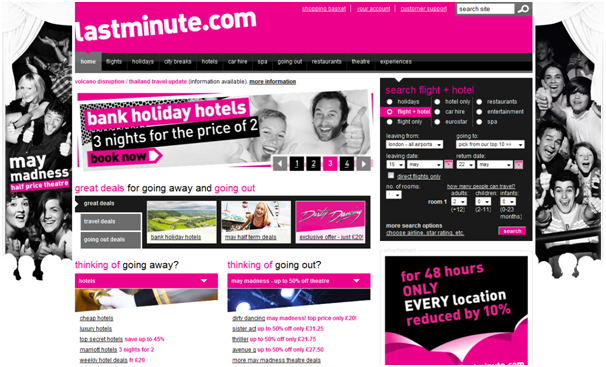 shopping basket | your account | customer support
search site
lastminute.com
home flights holidays city breaks hotels car hire spa going out restaurants theatre experiences
volcano disruption / thailand travel update (information available). more information
bank holiday hotels
3 nights for the price of 2
book now
1 2 3 4
may
madness
half price theatre
may
madness
half price theatre
search flight + hotel
holidays hotel only restaurants
flight + hotel car hire entertainment
flight only eurostar spa
leaving from: going to:
london - all airports pick from our top 10 ++
leaving date: return date:
may 22 may
direct flights only
no. of rooms: how many people can travel?
adults: children: infants:
room 1
(+12) (2-11) (0-23
months)
more search options
choose airline, star rating, etc.
search
great deals for going away and going out
great deals
travel deals
going out deals
Dirty Dancing
bank holiday hotels may half term deals exclusive offer - just £20!
thinking of going away?
hotels
cheap hotels
luxury hotels
top secret hotels save up to 45%
marriott hotels 3 nights for 2
weekly hotel deals fr £29
thinking of going out?
may madness - up to 50% off theatre
dirty dancing may madness! top price only £20!
sister act up to 50% off only £31.25
thriller up to 50% off only £21.75
avenue q up to 50% off only £27.50
more may madness theatre deals
for 48 hours
ONLY
EVERY location
reduced by 10%